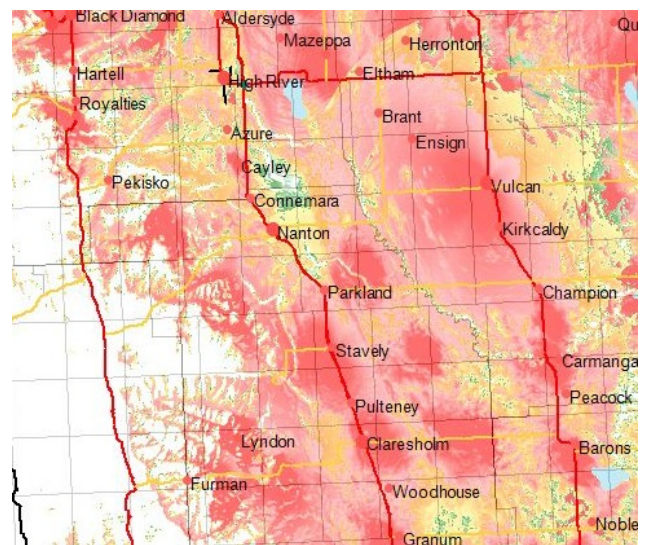 Black Diamond
Aldersyde
Qu
Mazeppa
Herronton
Hartell
High River
Eltham
Royalties
Brant
Azure
Ensign
Cayley
Pekisko
Vulcan
Connemara
Nanton
Kirkcaldy
Parkland
Champion
Stavely
Carmanga
Peacock
Pulteney
Lyndon
Claresholm
Barons
Furman
Woodhouse
Noble
Granum